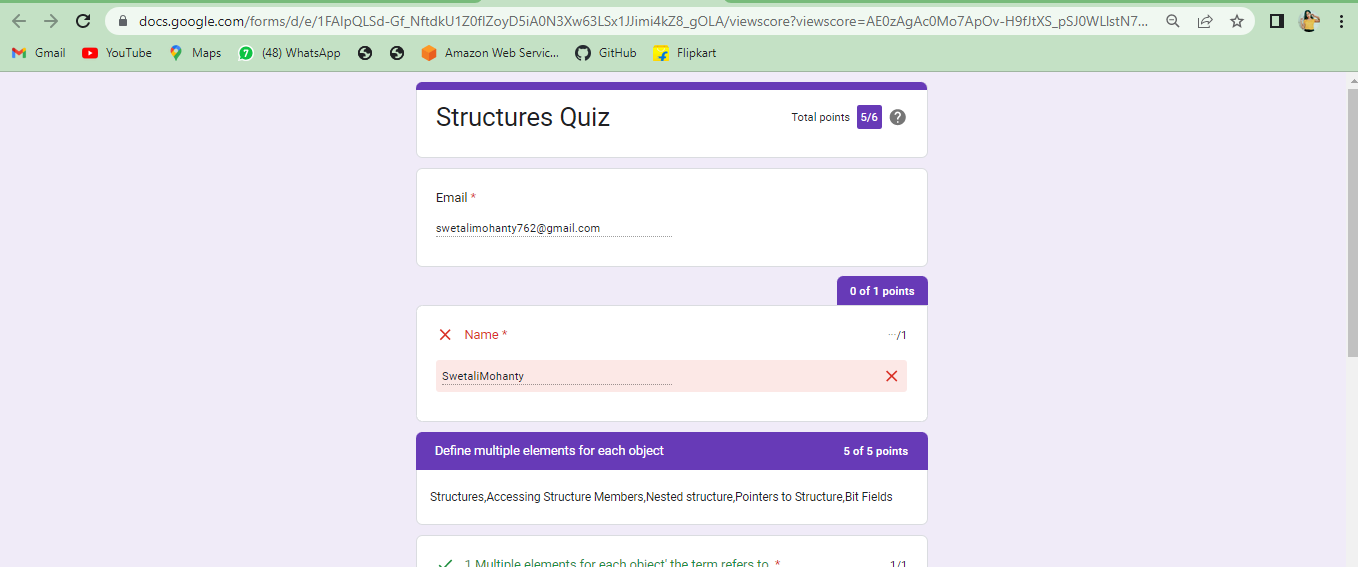 docs.google.com/forms/d/e/1FAIpQLSd-Gf_NftdkU1Z0fIZoyD5iA0N3Xw63LSx1JJimi4kZ8_gOLA/viewscore?viewscore=AE0zAgAc0Mo7ApOv-H9fJtXS_pSJ0WLlstN7...
Gmail YouTube Maps (48) WhatsApp Amazon Web Servic... GitHub Flipkart
Structures Quiz Total points 5/6
Email *
swetalimohanty762@gmail.com
0 of 1 points
Name * ···/1
SwetaliMohanty
Define multiple elements for each object 5 of 5 points
Structures,Accessing Structure Members,Nested structure,Pointers to Structure,Bit Fields
1.Multiple elements for each object' the term refers to. * 1/1